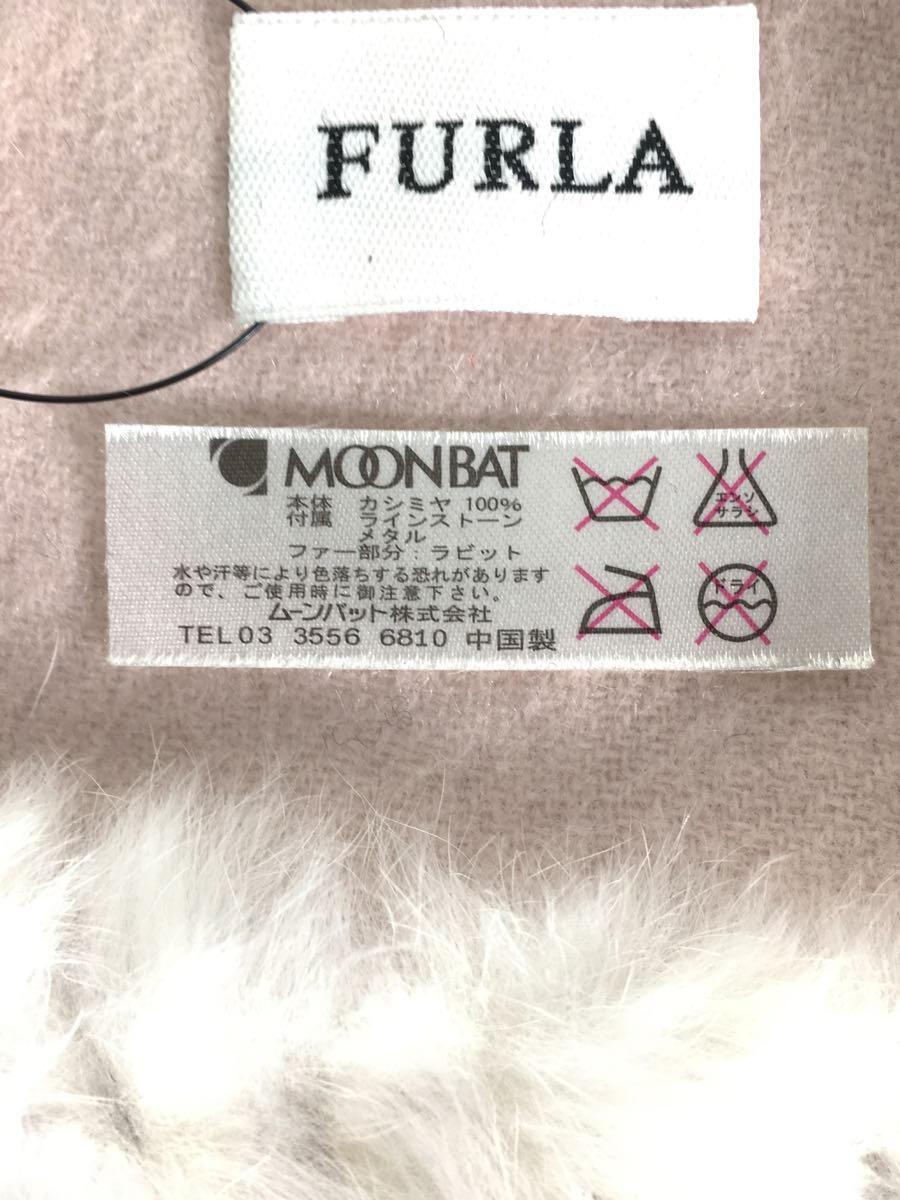 FURLA
MOONBAT
本体 カシミヤ 100%
付属 ラインストーン
メタル
ファー部分：ラビット
水や汗等により色落ちする恐れがあります
ので、ご使用時に御注意下さい。
ムーンバット株式会社
TEL 03 3556 6810 中国製
エンソ
サラシ
ドライ